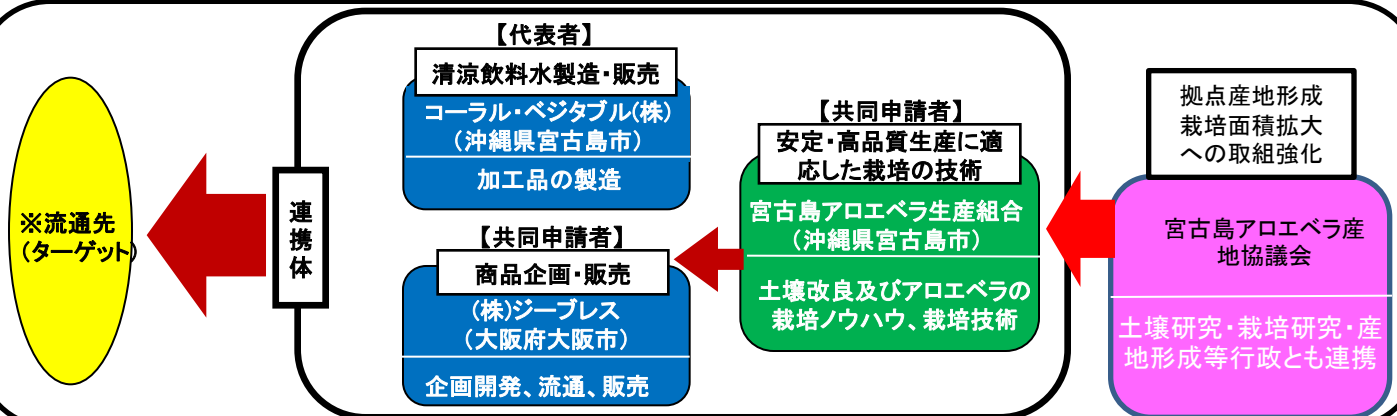 ※流通先
(ターゲット)
連携体
【代表者】
清涼飲料水製造・販売
コーラル・ベジタブル(株)
(沖縄県宮古島市)
加工品の製造
【共同申請者】
商品企画・販売
(株)ジーブレス
(大阪府大阪市)
企画開発、流通、販売
【共同申請者】
安定・高品質生産に適
応した栽培の技術
宮古島アロエベラ生産組合
(沖縄県宮古島市)
土壌改良及びアロエベラの
栽培ノウハウ、栽培技術
拠点産地形成
栽培面積拡大
への取組強化
宮古島アロエベラ産
地協議会
土壌研究・栽培研究・産
地形成等行政とも連携